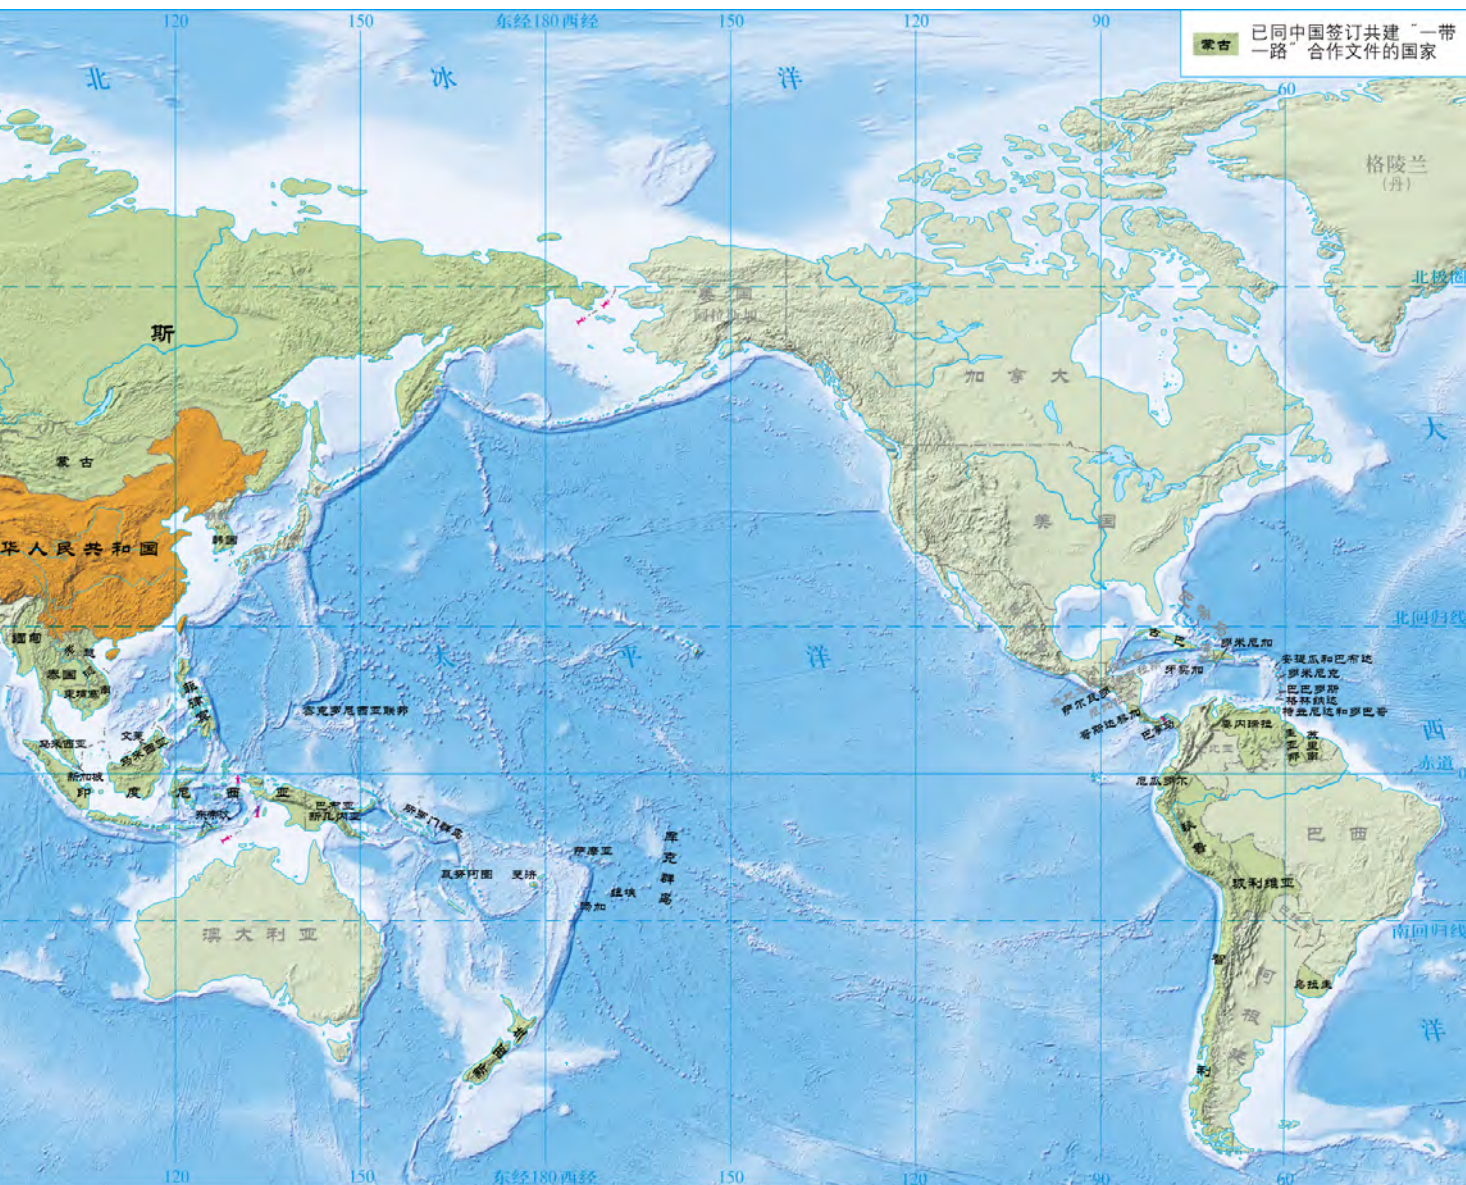 120
150
东经180西经
150
120
90
蒙古
已同中国签订共建“一带
一路”合作文件的国家
60
北
冰
洋
格陵兰
(丹)
北极圈
美 国
阿拉斯加
斯
加 拿 大
大
蒙古
美 国
韩国
华人民共和国
北回归线
缅甸
古巴
多米尼加
太
平
洋
泰国
柬埔寨
牙买加
安提瓜和巴布达
多米尼克
巴巴多斯
格林纳达
特立尼达和多巴哥
菲律宾
密克罗尼西亚联邦
萨尔瓦多
哥斯达黎加
巴拿马
委内瑞拉
圭亚那
苏里南
西
文莱
马来西亚
马来西亚
新加坡
赤道
0
厄瓜多尔
印 度 尼 西 亚
巴布亚
新几内亚
东帝汶
所罗门群岛
库克群岛
萨摩亚
秘鲁
巴 西
瓦努阿图
斐济
纽埃
汤加
玻利维亚
澳 大 利 亚
南回归线
智
利
阿
根
廷
乌拉圭
新西兰
洋
120
150
东经180西经
150
120
90
60